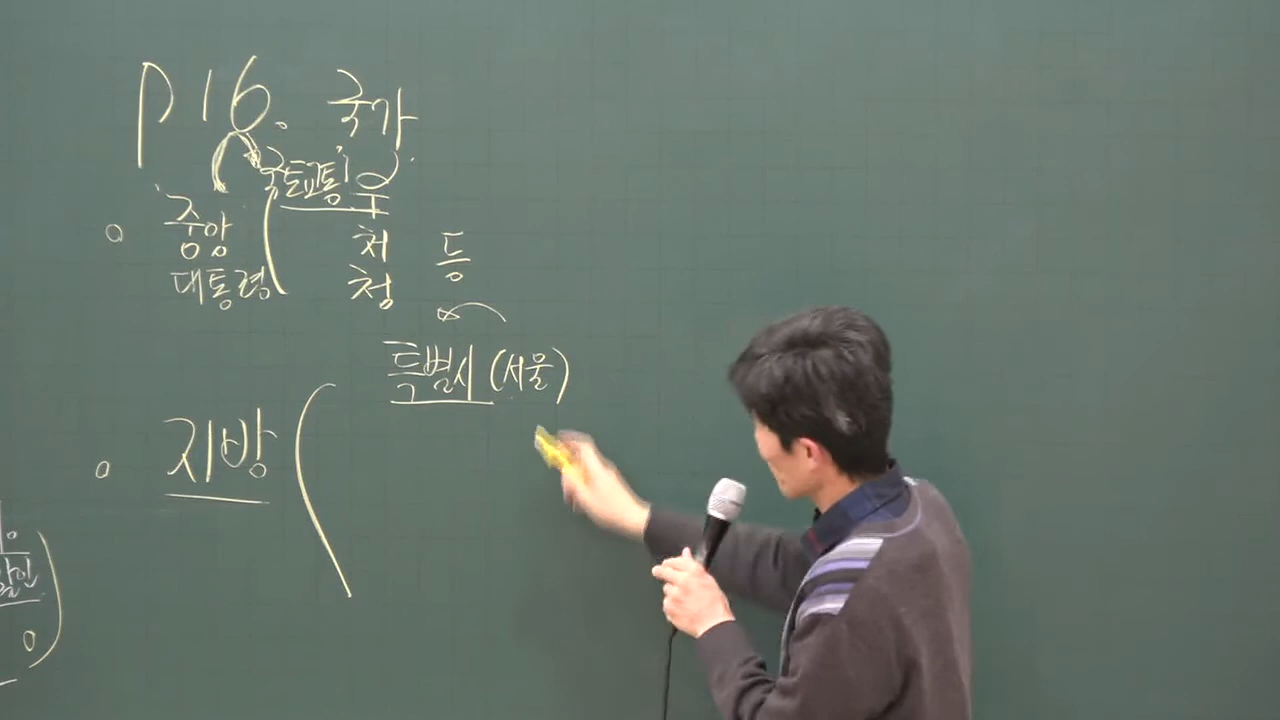 P 16. 국가
국토교통 부
중앙
처
등
대통령
청
특별시 (서울)
지방